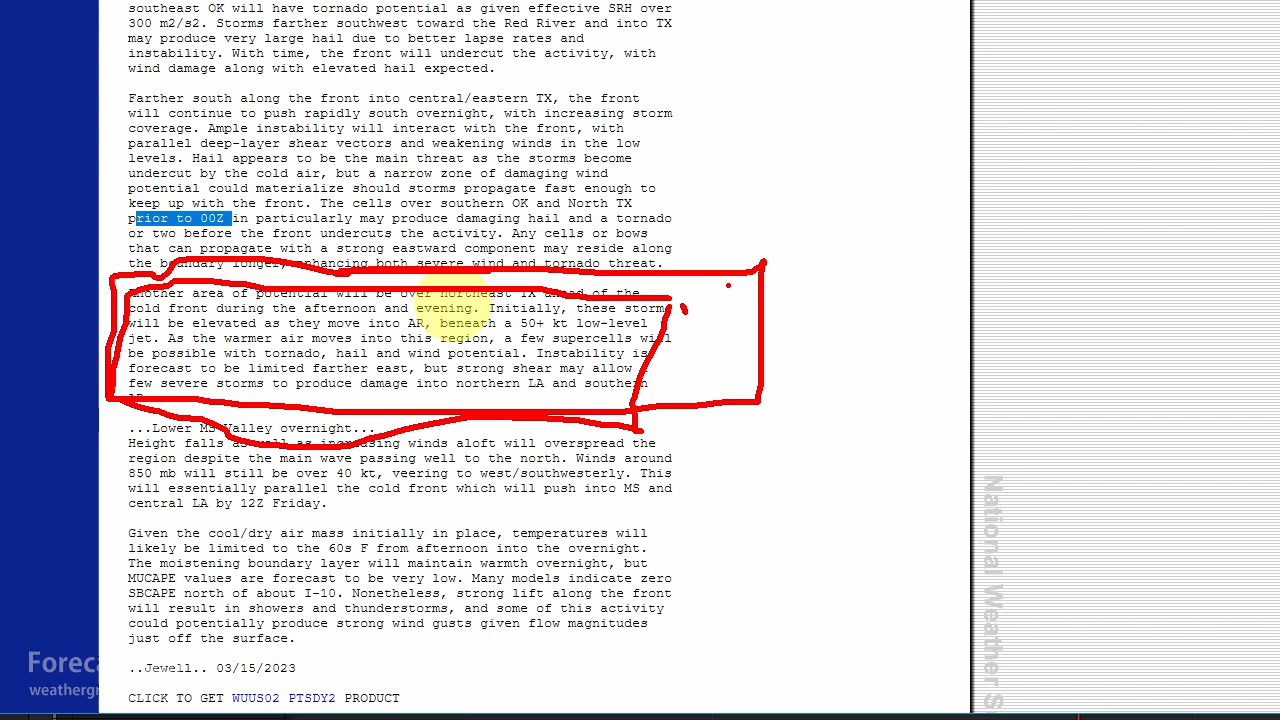 southeast OK will have tornado potential as given effective SRH over
300 m2/s2. Storms farther southwest toward the Red River and into TX
may produce very large hail due to better lapse rates and
instability. With time, the front will undercut the activity, with
wind damage along with elevated hail expected.
Farther south along the front into central/eastern TX, the front
will continue to push rapidly south overnight, with increasing storm
coverage. Ample instability will interact with the front, with
parallel deep-layer shear vectors and weakening winds in the low
levels. Hail appears to be the main threat as the storms become
undercut by the cold air, but a narrow zone of damaging wind
potential could materialize should storms propagate fast enough to
keep up with the front. The cells over southern OK and North TX
prior to 00Z in particularly may produce damaging hail and a tornado
or two before the front undercuts the activity. Any cells or bows
that can propagate with a strong eastward component may reside along
the boundary longer, enhancing both severe wind and tornado threat.
Another area of potential will be over northeast TX ahead of the
cold front during the afternoon and evening. Initially, these storms
will be elevated as they move into AR, beneath a 50+ kt low-level
jet. As the warmer air moves into this region, a few supercells will
be possible with tornado, hail and wind potential. Instability is
forecast to be limited farther east, but strong shear may allow
few severe storms to produce damage into northern LA and southern
...Lower MS Valley overnight...
Height falls as well as increasing winds aloft will overspread the
region despite the main wave passing well to the north. Winds around
850 mb will still be over 40 kt, veering to west/southwesterly. This
will essentially parallel the cold front which will push into MS and
central LA by 12Z
Given the cool/dry air mass initially in place, temperatures will
likely be limited to the 60s F from afternoon into the overnight.
The moistening boundary layer will maintain warmth overnight, but
MUCAPE values are forecast to be very low. Many models indicate zero
SBCAPE north of about I-10. Nonetheless, strong lift along the front
will result in showers and thunderstorms, and some of this activity
could potentially produce strong wind gusts given flow magnitudes
just off the surface.
..Jewell.. 03/15/2
CLICK TO GET WUUS02 PTSDY2 PRODUCT
Foreca
weathergr
National Weather S